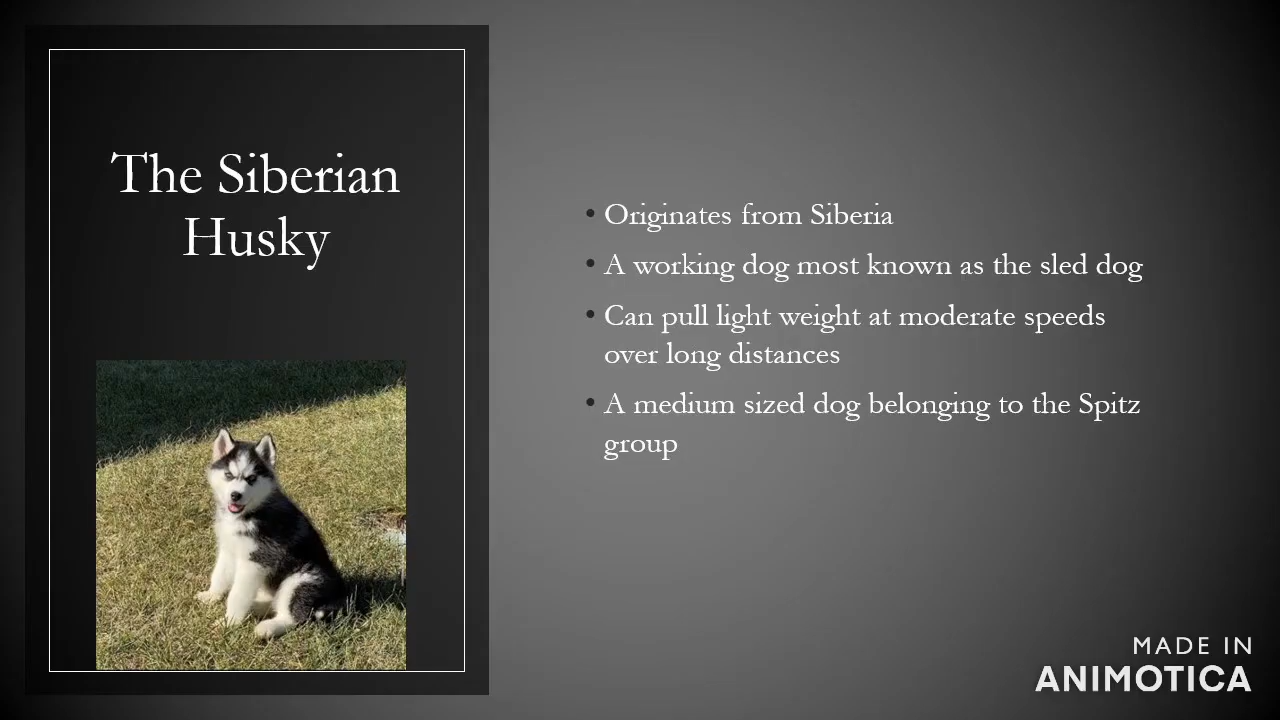 The Siberian
Husky
• Originates from Siberia
• A working dog most known as the sled dog
• Can pull light weight at moderate speeds
over long distances
• A medium sized dog belonging to the Spitz
group
MADE IN
ANIMOTICA